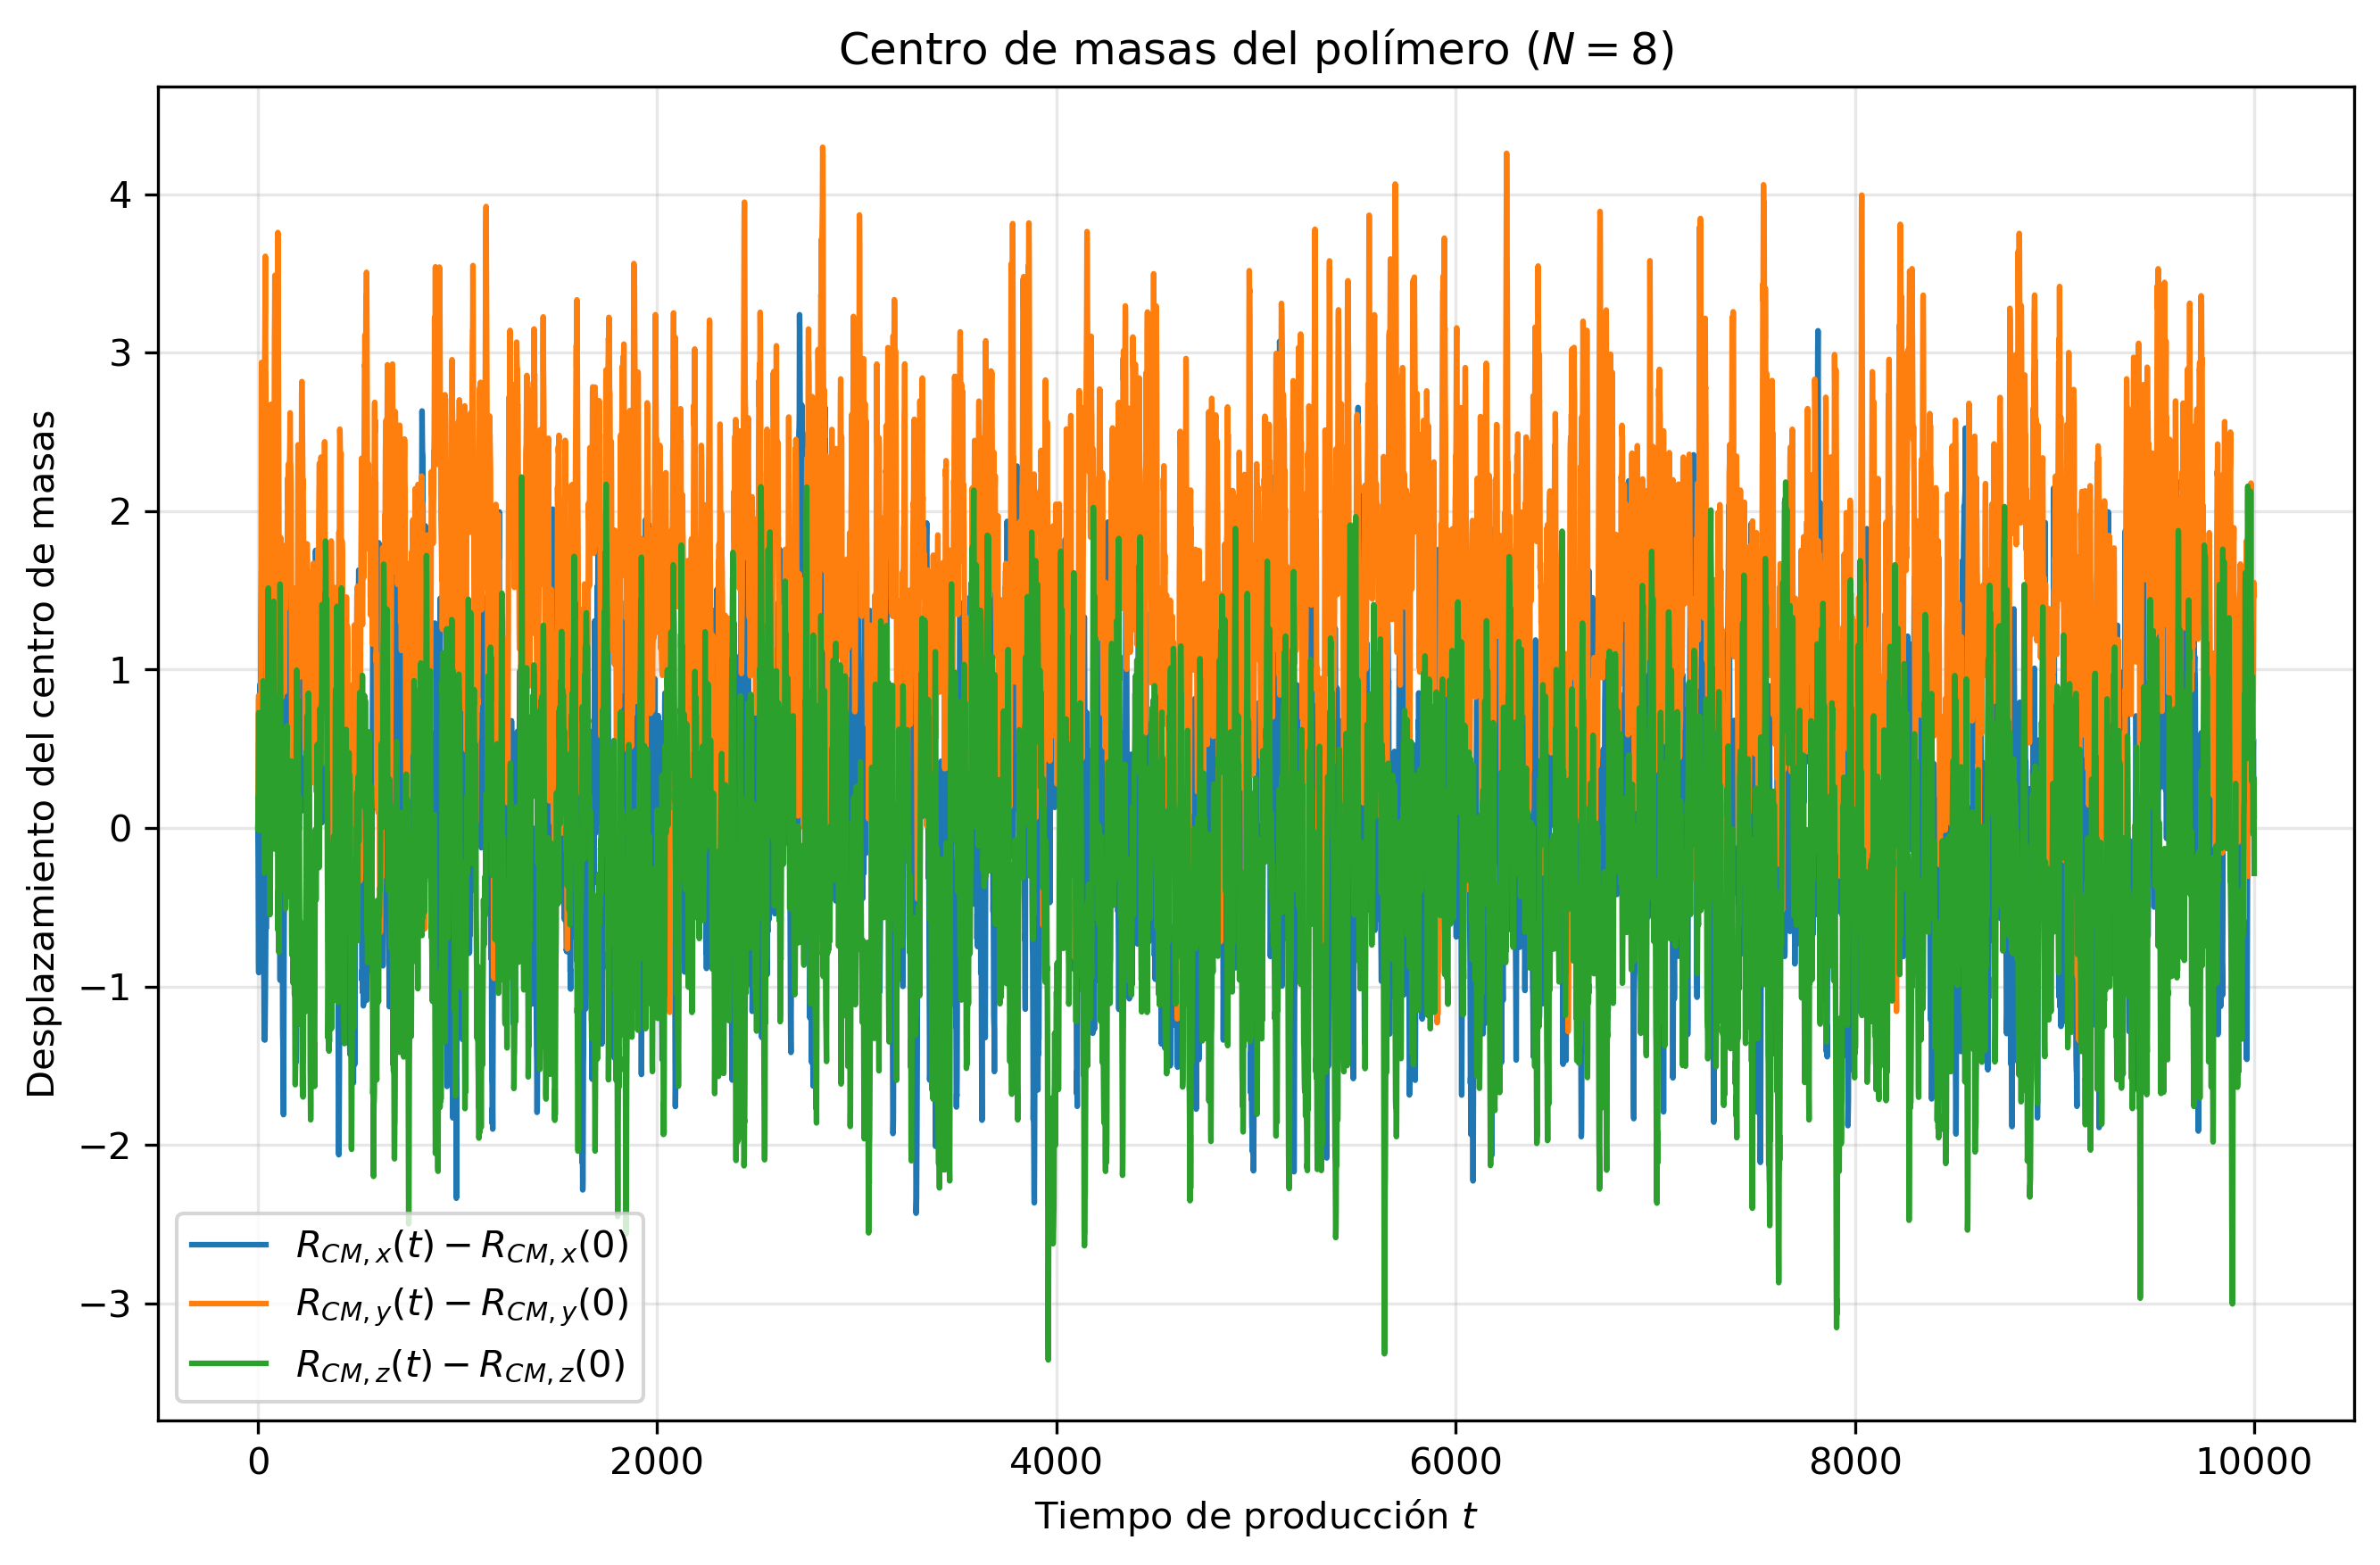 Centro de masas del polímero (N = 8)
Desplazamiento del centro de masas
4
3
2
1
0
−1
−2
−3
R_{CM,x}(t) − R_{CM,x}(0)
R_{CM,y}(t) − R_{CM,y}(0)
R_{CM,z}(t) − R_{CM,z}(0)
0 2000 4000 6000 8000 10000
Tiempo de producción t